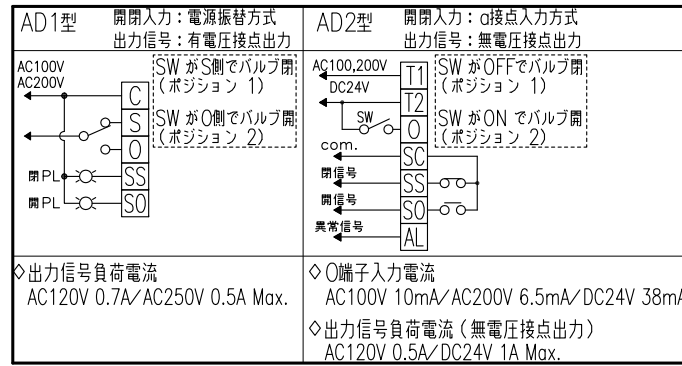 AD1型
開閉入力：電源振替方式
出力信号：有電圧接点出力
AC100V
AC200V
SW がS側でバルブ閉
(ポジション 1)
SW がO側でバルブ開
(ポジション 2)
C
S
O
SS
SO
閉PL
開PL
◇出力信号負荷電流
AC120V 0.7A/AC250V 0.5A Max.
AD2型
開閉入力：a接点入力方式
出力信号：無電圧接点出力
AC100,200V
DC24V
SW
com.
閉信号
開信号
異常信号
T1
T2
O
SC
SS
SO
AL
SW がOFFでバルブ閉
(ポジション 1)
SW がON でバルブ開
(ポジション 2)
◇O端子入力電流
AC100V 10mA/AC200V 6.5mA/DC24V 38mA
◇出力信号負荷電流(無電圧接点出力)
AC120V 0.5A/DC24V 1A Max.